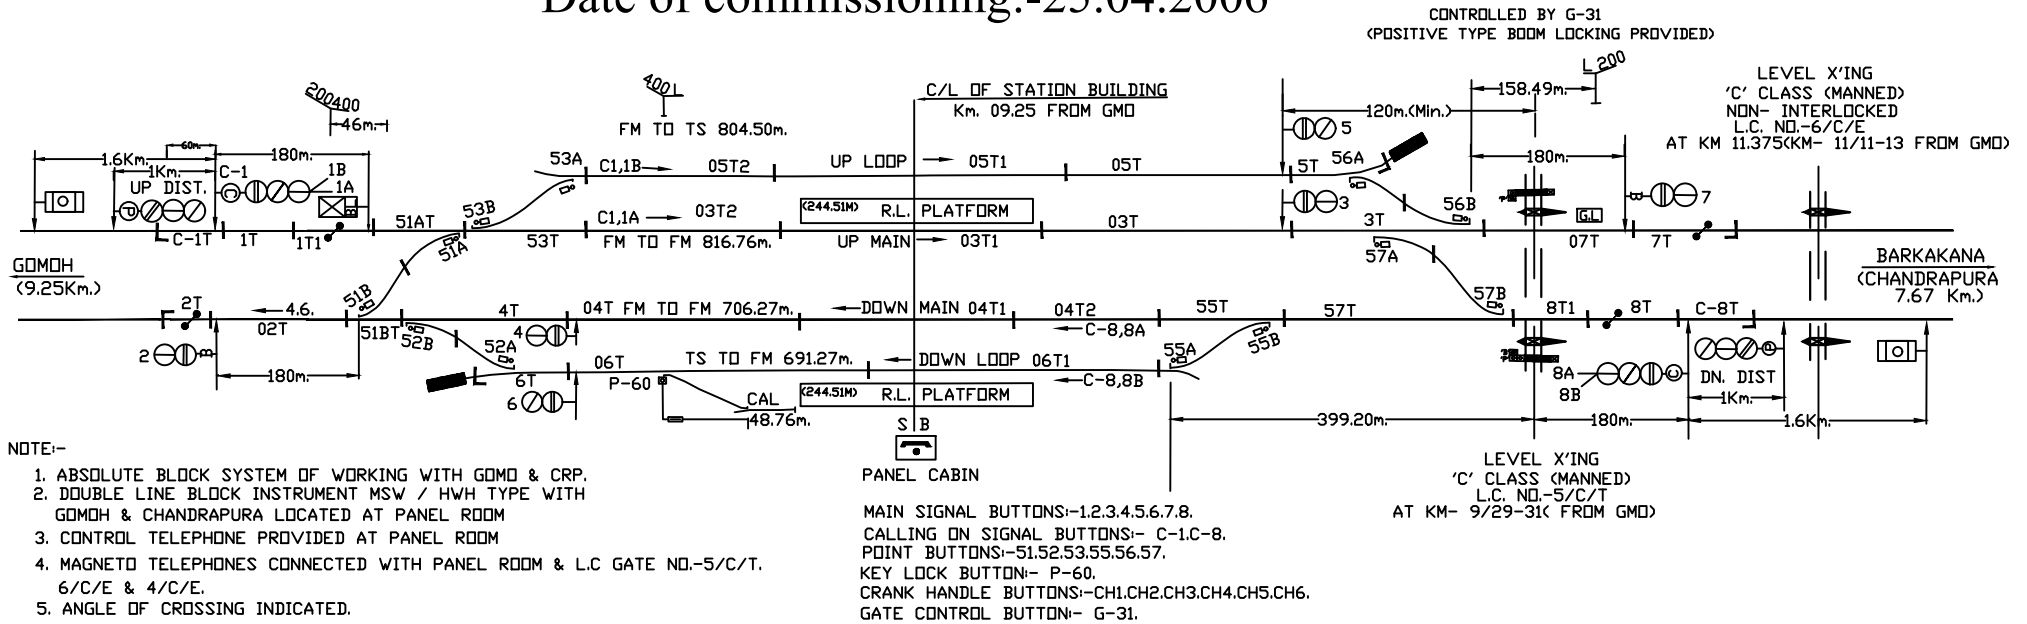 Date of commissioning:-25.04.2006
CONTROLLED BY G-31
(POSITIVE TYPE BOOM LOCKING PROVIDED)
L 200
158.49m.
LEVEL X'ING
'C' CLASS (MANNED)
NON- INTERLOCKED
L.C. NO.-6/C/E
AT KM 11.375(KM- 11/11-13 FROM GMO)
200400
46m.
400 L
FM TO TS 804.50m.
C/L OF STATION BUILDING
Km. 09.25 FROM GMO
120m.(Min.)
5
60m.
1.6Km.
180m.
1Km.
C-1
UP DIST.
1B
1A
P
C
53A
C1,1B
05T2
UP LOOP
05T1
05T
5T
56A
180m.
51AT
53B
C1,1A
03T2
(244.51M)
R.L. PLATFORM
3
56B
G.L
B
7
C-1T
1T
1T1
51A
53T
FM TO FM 816.76m.
UP MAIN
03T1
03T
3T
57A
07T
7T
GOMOH
(9.25Km.)
BARKAKANA
(CHANDRAPURA
7.67 Km.)
2T
4.6.
51B
4T
04T FM TO FM 706.27m.
DOWN MAIN 04T1
04T2
55T
57T
57B
8T1
8T
C-8T
02T
51BT
52B
4
C-8,8A
55B
2
B
52A
06T
TS TO FM 691.27m.
DOWN LOOP
06T1
55A
180m.
6T
P-60
C-8,8B
8A
8B
C
P
DN. DIST
6
CAL
48.76m.
(244.51M)
R.L. PLATFORM
399.20m.
180m.
1Km.
1.6Km.
S B
PANEL CABIN
LEVEL X'ING
'C' CLASS (MANNED)
L.C. NO.-5/C/T
AT KM- 9/29-31( FROM GMO)
NOTE:-
1. ABSOLUTE BLOCK SYSTEM OF WORKING WITH GOMO & CRP.
2. DOUBLE LINE BLOCK INSTRUMENT MSW / HWH TYPE WITH
GOMOH & CHANDRAPURA LOCATED AT PANEL ROOM
3. CONTROL TELEPHONE PROVIDED AT PANEL ROOM
4. MAGNETO TELEPHONES CONNECTED WITH PANEL ROOM & L.C GATE NO.-5/C/T.
6/C/E & 4/C/E.
5. ANGLE OF CROSSING INDICATED.
MAIN SIGNAL BUTTONS:-1.2.3.4.5.6.7.8.
CALLING ON SIGNAL BUTTONS:- C-1.C-8.
POINT BUTTONS:-51.52.53.55.56.57.
KEY LOCK BUTTON:- P-60.
CRANK HANDLE BUTTONS:-CH1.CH2.CH3.CH4.CH5.CH6.
GATE CONTROL BUTTON:- G-31.